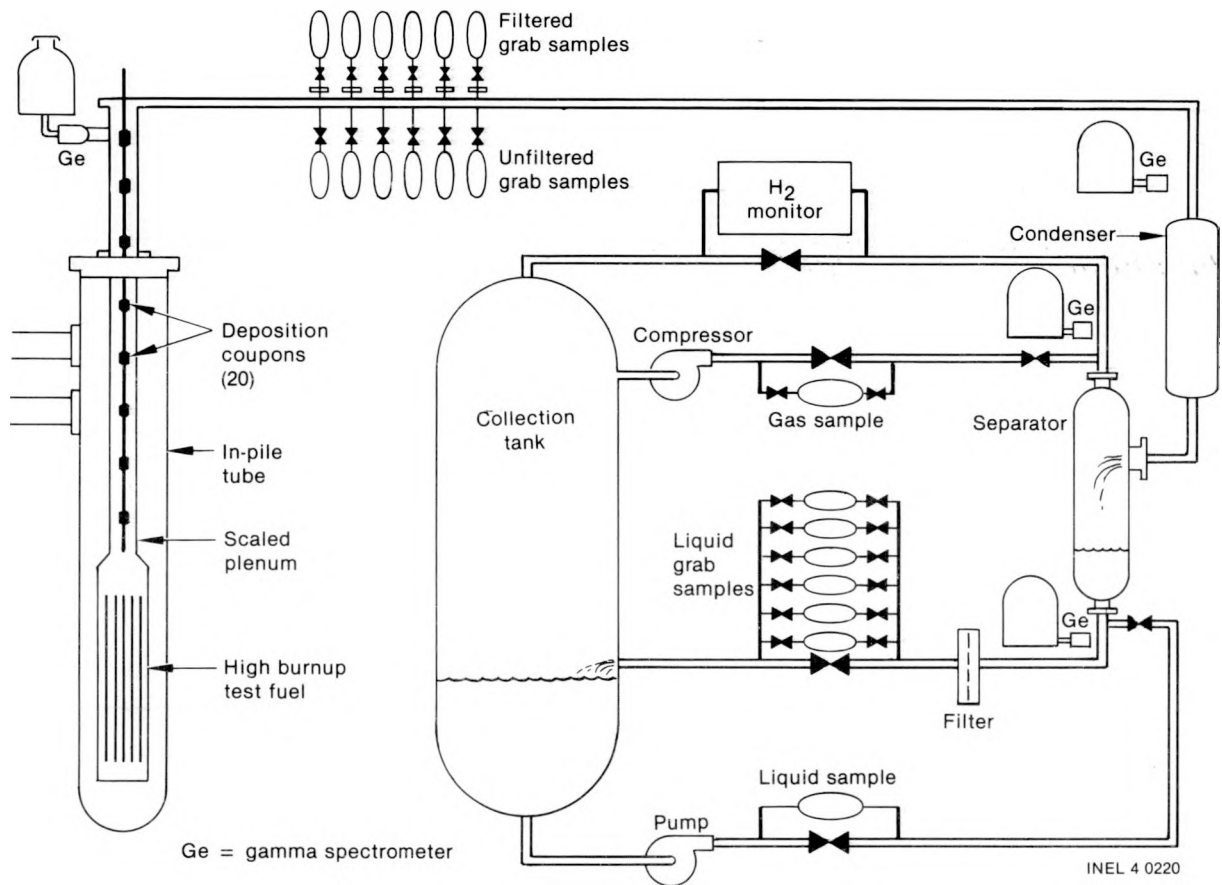 Filtered
grab samples
Ge
Unfiltered
grab samples
H2
monitor
Ge
Condenser
Ge
Compressor
Deposition
coupons
(20)
Gas sample
Separator
Collection
tank
In-pile
tube
Liquid
grab
samples
Scaled
plenum
Ge
High burnup
test fuel
Filter
Liquid sample
Pump
Ge = gamma spectrometer
INEL 4 0220